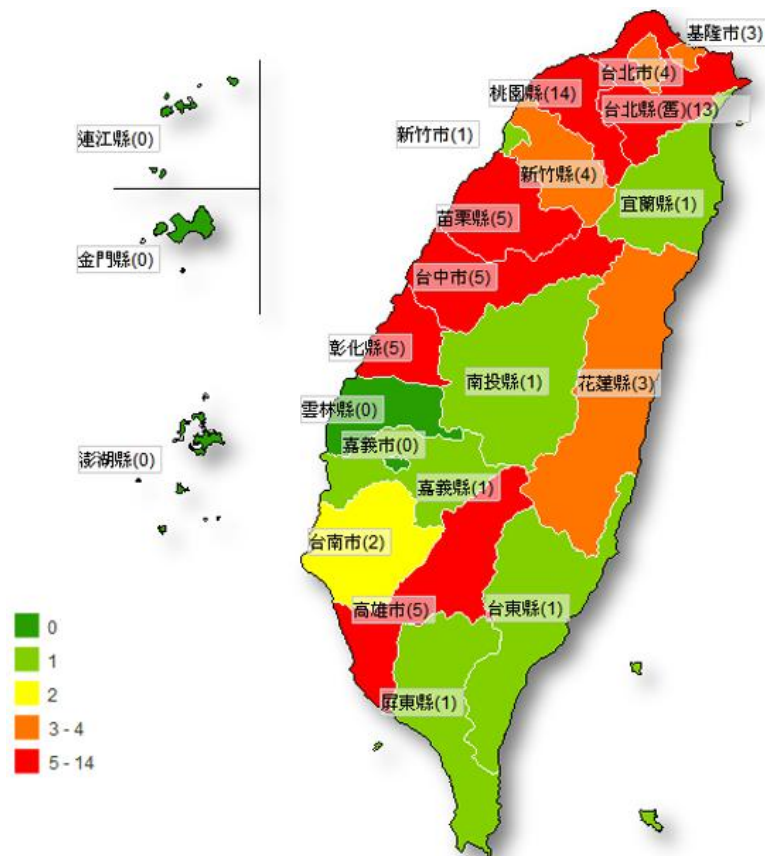 基隆市(3)
台北市(4)
桃園縣(14)
台北縣(舊)(13)
連江縣(0)
新竹市(1)
新竹縣(4)
宜蘭縣(1)
苗栗縣(5)
金門縣(0)
台中市(5)
彰化縣(5)
南投縣(1)
花蓮縣(3)
雲林縣(0)
嘉義市(0)
澎湖縣(0)
嘉義縣(1)
台南市(2)
高雄市(5)
台東縣(1)
屛東縣(1)
0
1
2
3 - 4
5 - 14